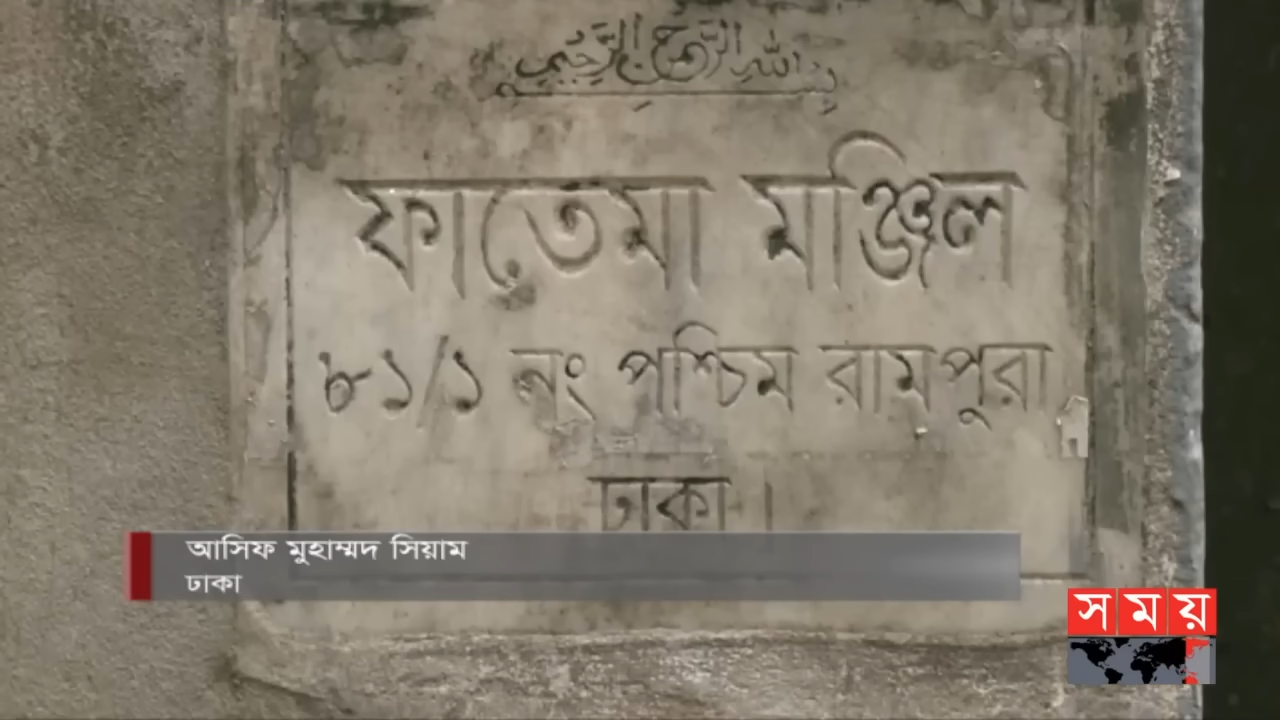 بسم الله الرحمن الرحيم
ফাতেমা মঞ্জিল
৮১/১ নং পশ্চিম রামপুরা
ঢাকা।
আসিফ মুহাম্মদ সিয়াম
ঢাকা
সময়